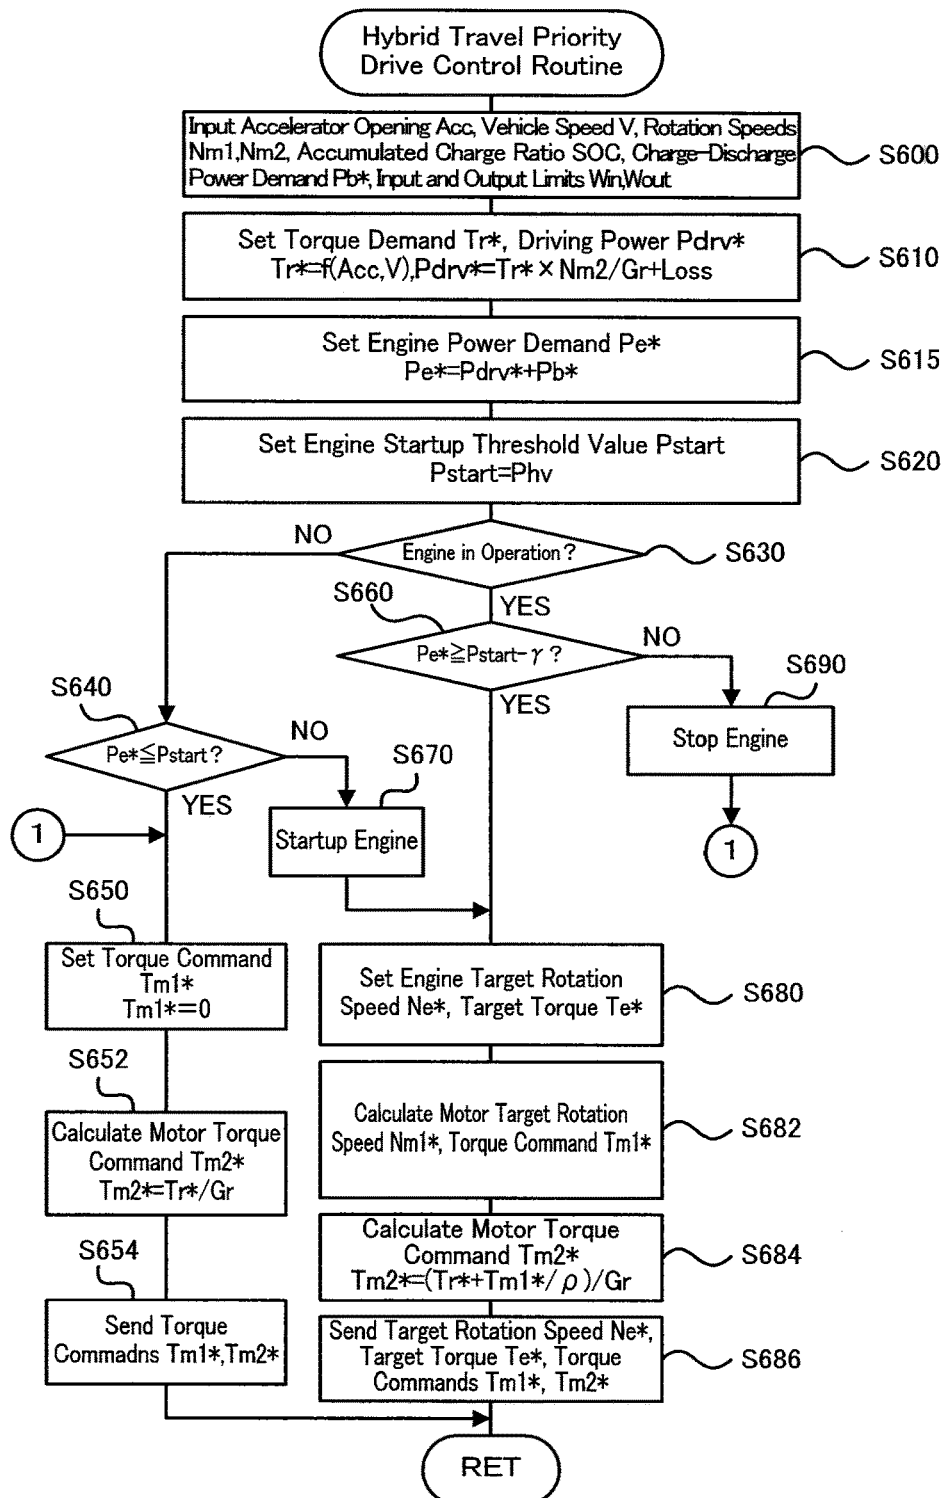 Hybrid Travel Priority
Drive Control Routine
Input Accelerator Opening Acc, Vehicle Speed V, Rotation Speeds
Nm1,Nm2, Accumulated Charge Ratio SOC, Charge-Discharge
Power Demand Pb*, Input and Output Limits Win,Wout
S600
Set Torque Demand Tr*, Driving Power Pdrv*
Tr*=f(Acc,V),Pdrv*=Tr*×Nm2/Gr+Loss
S610
Set Engine Power Demand Pe*
Pe*=Pdrv*+Pb*
S615
Set Engine Startup Threshold Value Pstart
Pstart=Phv
S620
NO
Engine in Operation?
S630
YES
S660
Pe*≧Pstart-γ?
NO
YES
S690
Stop Engine
1
S640
Pe*≦Pstart?
NO
YES
S670
Startup Engine
1
S650
Set Torque Command
Tm1*
Tm1*=0
S652
Calculate Motor Torque
Command Tm2*
Tm2*=Tr*/Gr
S654
Send Torque
Commadns Tm1*,Tm2*
Set Engine Target Rotation
Speed Ne*, Target Torque Te*
S680
Calculate Motor Target Rotation
Speed Nm1*, Torque Command Tm1*
S682
Calculate Motor Torque
Command Tm2*
Tm2*=(Tr*+Tm1*/ρ)/Gr
S684
Send Target Rotation Speed Ne*,
Target Torque Te*, Torque
Commands Tm1*, Tm2*
S686
RET